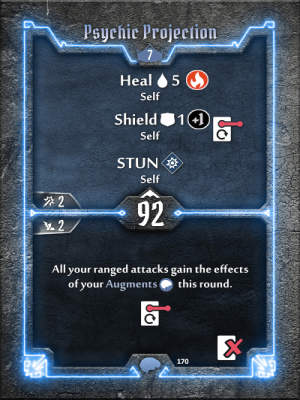 Psychic Projection
7
Heal 5
Self
Shield 1 +1
Self
STUN
Self
2
92
2
All your ranged attacks gain the effects
of your Augments this round.
170